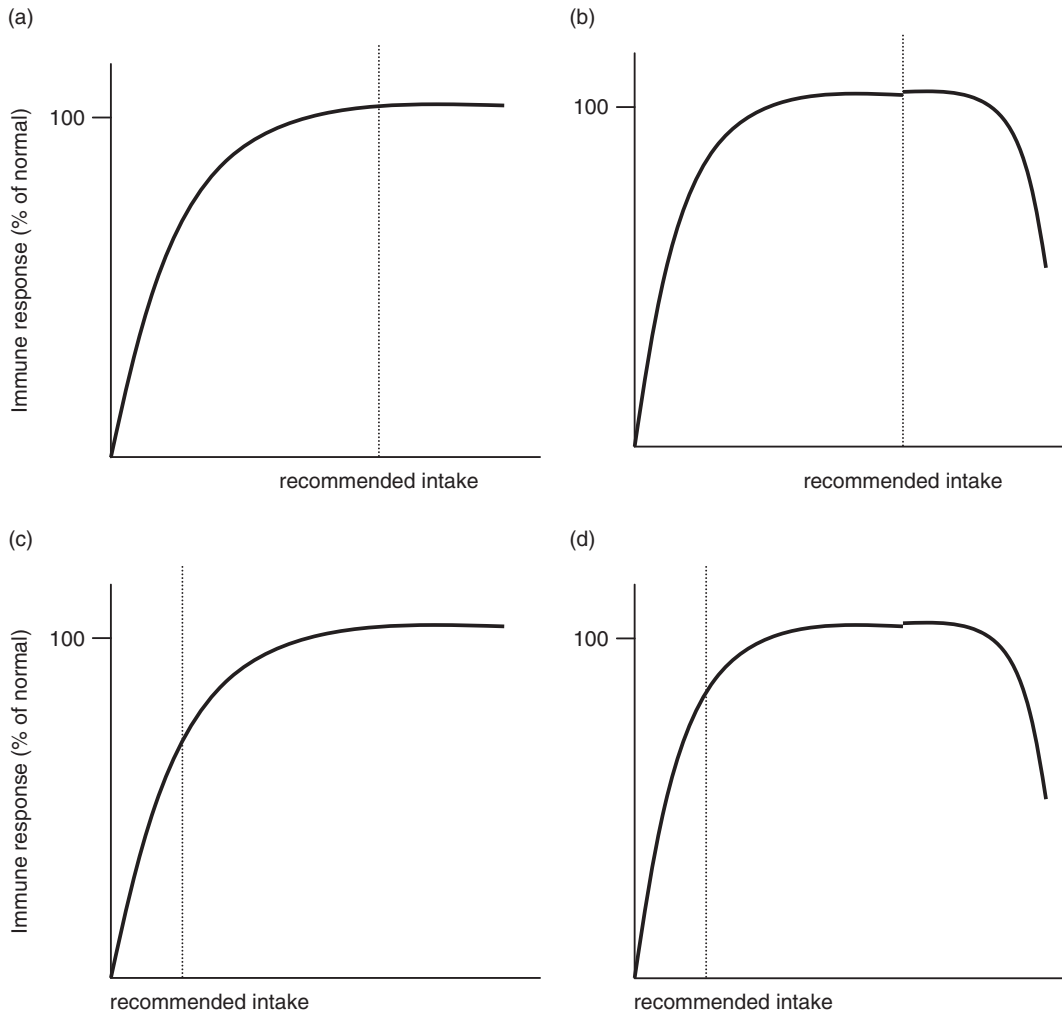 (a)
(b)
100
100
Immune response (% of normal)
recommended intake
recommended intake
(c)
(d)
100
100
Immune response (% of normal)
recommended intake
recommended intake